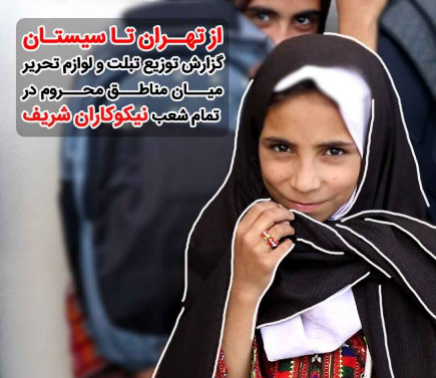 از تهران تا سیستان
گزارش توزیع تبلت و لوازم تحریر
میان مناطق محروم در
تمام شعب نیکوکاران شریف